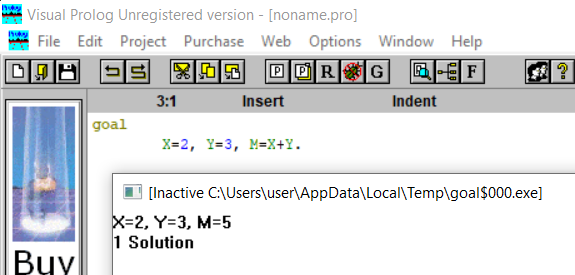 Visual Prolog Unregistered version - [noname.pro]
File Edit Project Purchase Web Options Window Help
P P R G F ?
3:1 Insert Indent
goal
X=2, Y=3, M=X+Y.
[Inactive C:\Users\user\AppData\Local\Temp\goal$000.exe]
X=2, Y=3, M=5
1 Solution
Buy